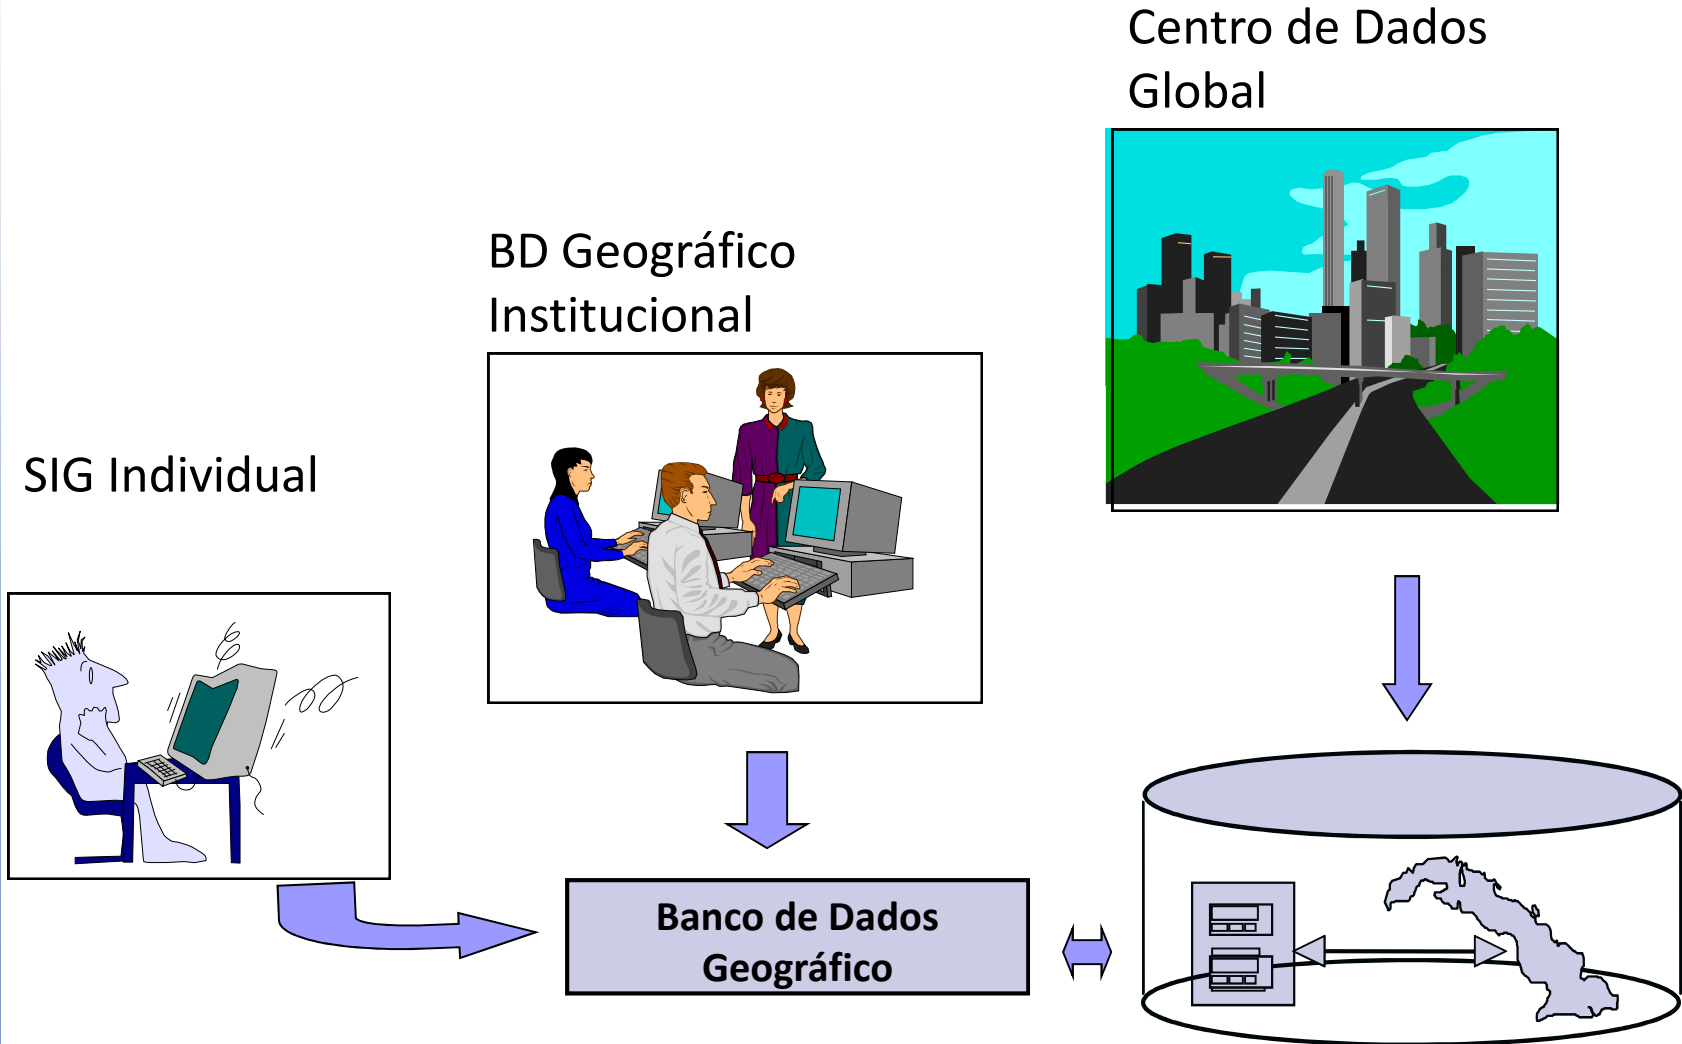 Centro de Dados
Global
BD Geográfico
Institucional
SIG Individual
Banco de Dados
Geográfico